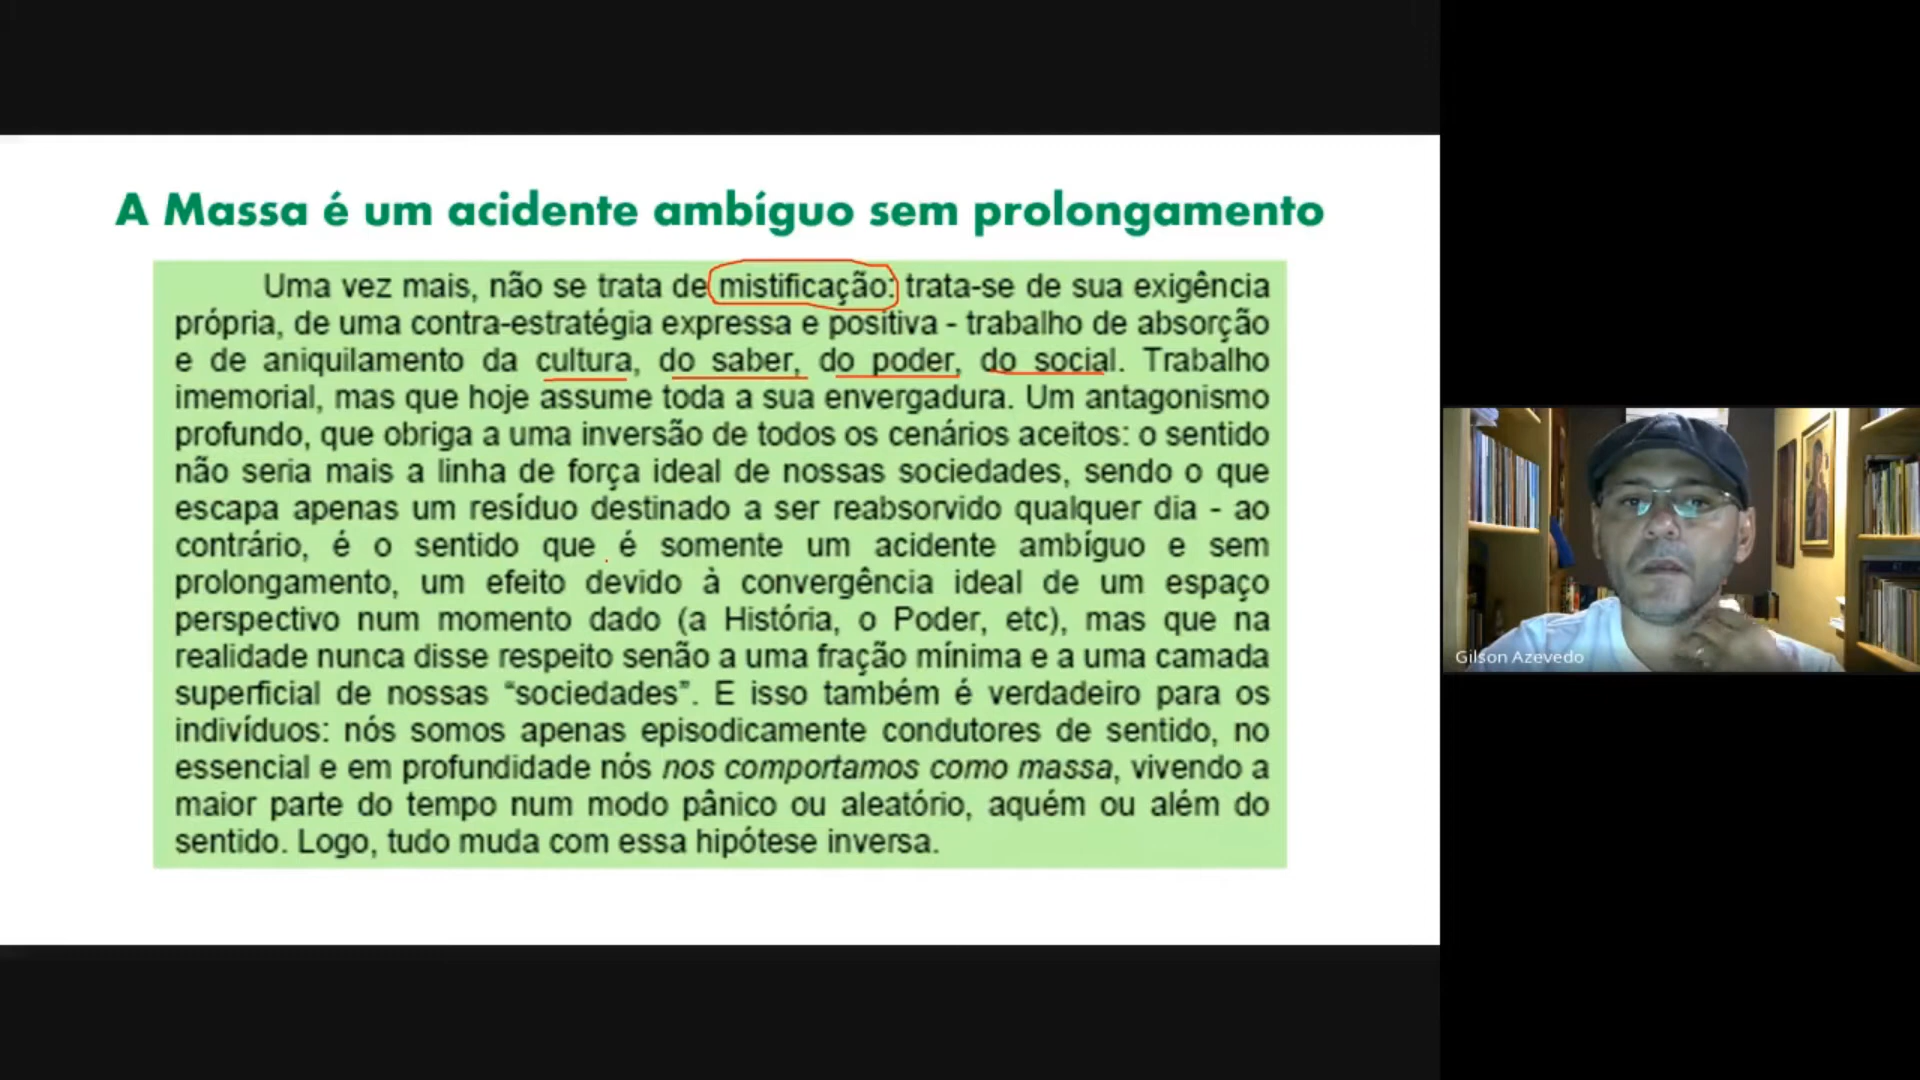 A Massa é um acidente ambíguo sem prolongamento
Uma vez mais, não se trata de mistificação: trata-se de sua exigência
própria, de uma contra-estratégia expressa e positiva - trabalho de absorção
e de aniquilamento da cultura, do saber, do poder, do social. Trabalho
imemorial, mas que hoje assume toda a sua envergadura. Um antagonismo
profundo, que obriga a uma inversão de todos os cenários aceitos: o sentido
não seria mais a linha de força ideal de nossas sociedades, sendo o que
escapa apenas um resíduo destinado a ser reabsorvido qualquer dia - ao
contrário, é o sentido que é somente um acidente ambíguo e sem
prolongamento, um efeito devido à convergência ideal de um espaço
perspectivo num momento dado (a História, o Poder, etc), mas que na
realidade nunca disse respeito senão a uma fração mínima e a uma camada
superficial de nossas “sociedades”. E isso também é verdadeiro para os
indivíduos: nós somos apenas episodicamente condutores de sentido, no
essencial e em profundidade nós nos comportamos como massa, vivendo a
maior parte do tempo num modo pânico ou aleatório, aquém ou além do
sentido. Logo, tudo muda com essa hipótese inversa.
Gilson Azevedo